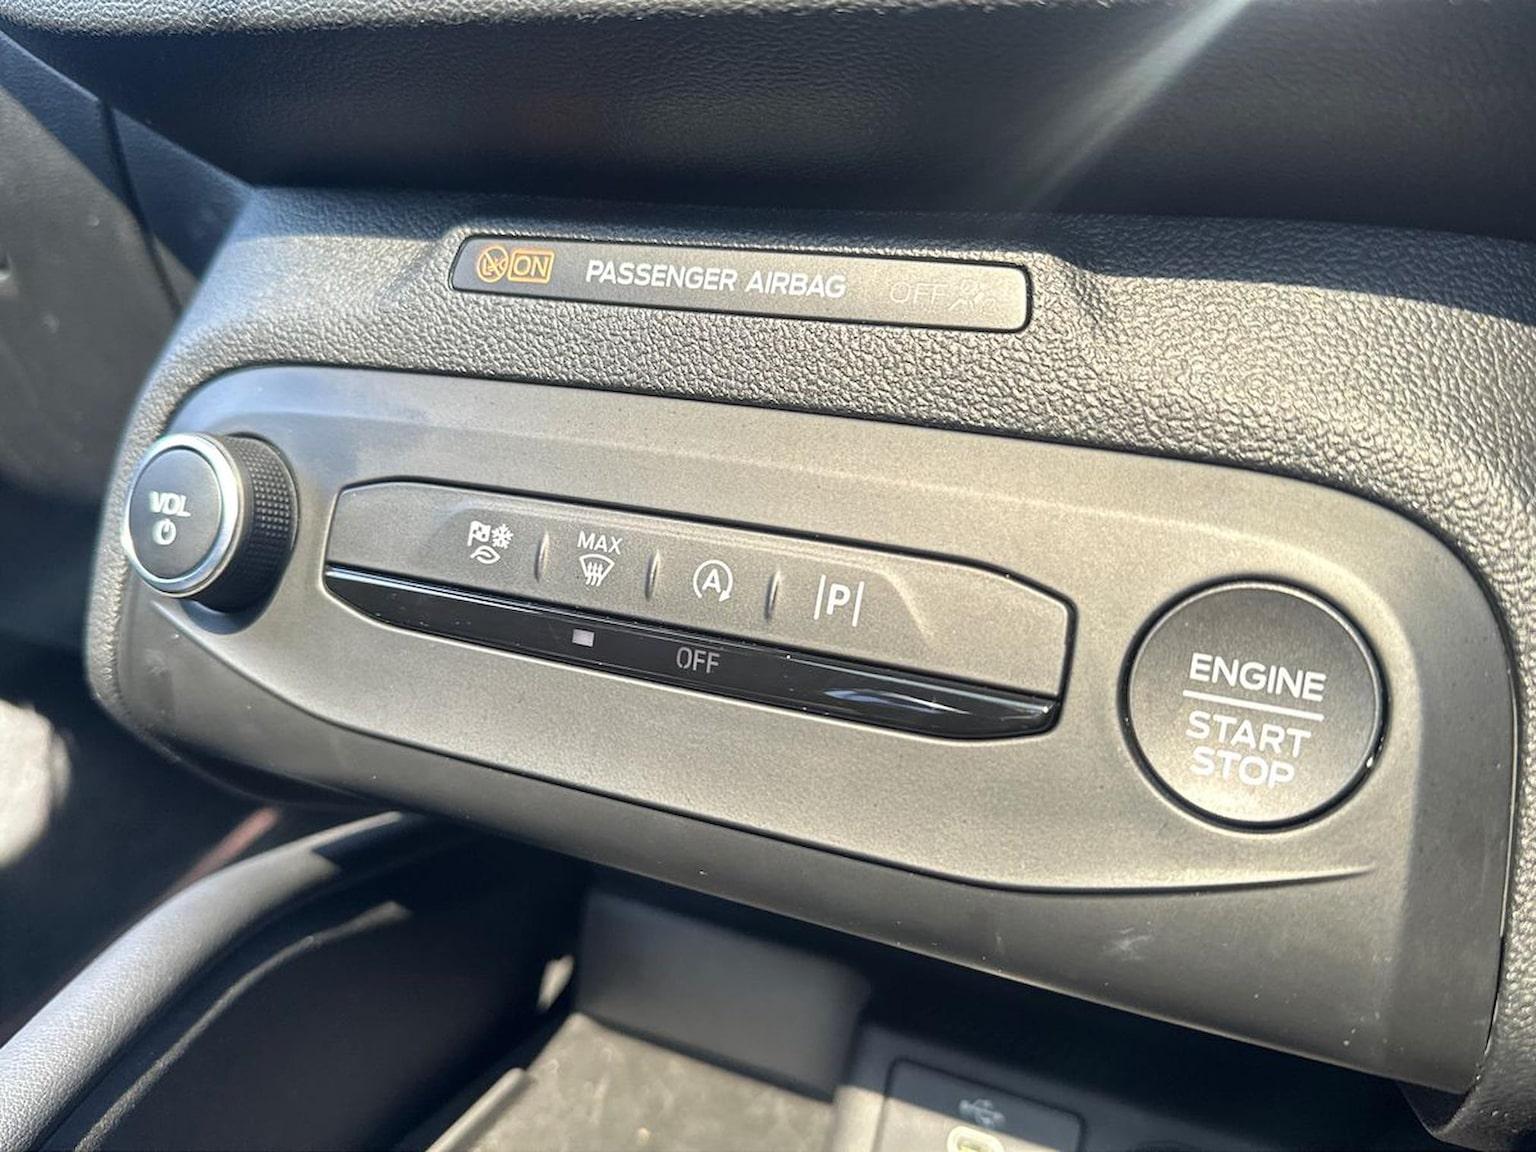 ON PASSENGER AIRBAG OFF
VOL
MAX
A
P
OFF
ENGINE
START
STOP